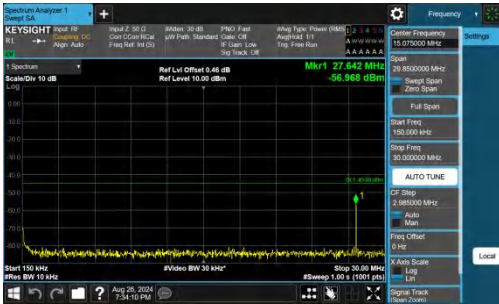 Spectrum Analyzer 1
Swept SA
+
Frequency
KEYSIGHT
Input: RF
Coupling: DC
Align: Auto
Input Z: 50 Ω
Corr CCorr RCal
Freq Ref: Int (S)
#Atten: 30 dB
µW Path: Standard
PNO: Fast
Gate: Off
IF Gain: Low
Sig Track: Off
#Avg Type: Power (RMS)
Avg|Hold: 1/1
Trig: Free Run
1 2 3 4 5 6
A W W W W W
A A A A A A
1 Spectrum
Scale/Div 10 dB
Ref Lvl Offset 0.46 dB
Ref Level 10.00 dBm
Mkr1 27.642 MHz
-56.968 dBm
Log
0.00
-10.0
-20.0
-30.0
-40.0
-50.0
-60.0
-70.0
-80.0
1
Start 150 kHz
#Res BW 10 kHz
#Video BW 30 kHz*
Stop 30.00 MHz
#Sweep 1.00 s (1001 pts)
Center Frequency
15.075000 MHz
Settings
Span
29.8500000 MHz
Swept Span
Zero Span
Full Span
Start Freq
150.000 kHz
Stop Freq
30.000000 MHz
AUTO TUNE
CF Step
2.985000 MHz
Auto
Man
Freq Offset
0 Hz
X Axis Scale
Log
Lin
Signal Track
(Span Zoom)
Local
?
Aug 26, 2024
7:34:10 PM